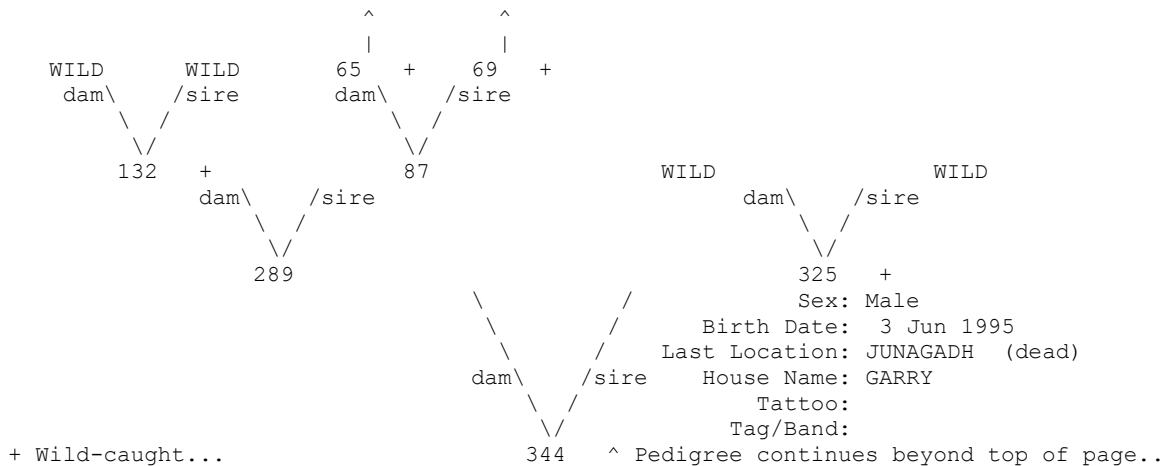 ^ ^
| |
WILD WILD 65 + 69 +
dam\ /sire dam\ /sire
\ / \ /
\/ \/
132 + 87 WILD WILD
dam\ /sire dam\ /sire
\ / \ /
\/ \/
289 325 +
\ / Sex: Male
\ / Birth Date: 3 Jun 1995
\ / Last Location: JUNAGADH (dead)
dam\ /sire House Name: GARRY
\ / Tattoo:
\/ Tag/Band:
+ Wild-caught... 344 ^ Pedigree continues beyond top of page..